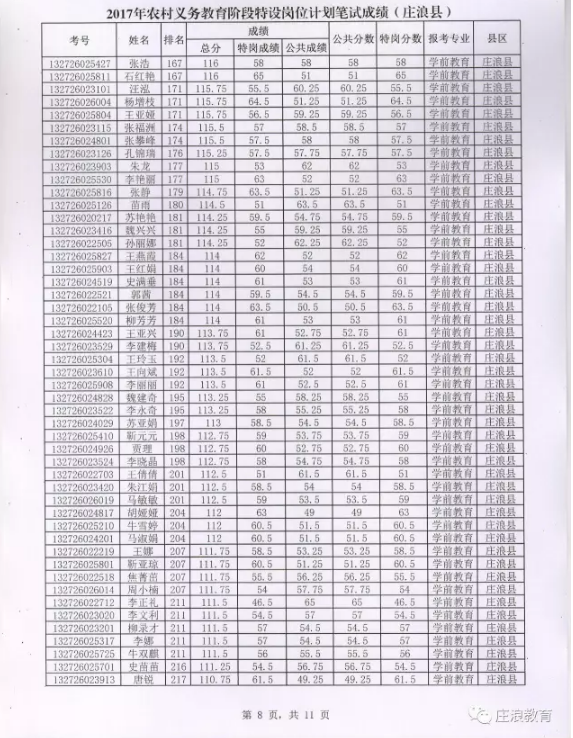 2017年农村义务教育阶段特设岗位计划笔试成绩（庄浪县）
考号 姓名 排名 成绩 公共分数 特岗分数 报考专业 县区
总分 特岗成绩 公共成绩
132726025427 张浩 167 116 58 58 58 58 学前教育 庄浪县
132726025811 石红艳 167 116 65 51 51 65 学前教育 庄浪县
132726023101 汪泓 171 115.75 55.5 60.25 60.25 55.5 学前教育 庄浪县
132726026004 杨增枝 171 115.75 64.5 51.25 51.25 64.5 学前教育 庄浪县
132726025804 王亚娅 171 115.75 56.5 59.25 59.25 56.5 学前教育 庄浪县
132726023115 张福洲 174 115.5 57 58.5 58.5 57 学前教育 庄浪县
132726024801 张攀峰 174 115.5 57.5 58 58 57.5 学前教育 庄浪县
132726023126 孔锦瑞 176 115.25 57.5 57.75 57.75 57.5 学前教育 庄浪县
132726023903 朱龙 177 115 53 62 62 53 学前教育 庄浪县
132726025530 李艳丽 177 115 63 52 52 63 学前教育 庄浪县
132726025816 张静 179 114.75 63.5 51.25 51.25 63.5 学前教育 庄浪县
132726025126 苗雨 180 114.5 51 63.5 63.5 51 学前教育 庄浪县
132726020217 苏艳艳 181 114.25 59.5 54.75 54.75 59.5 学前教育 庄浪县
132726023416 魏兴兴 181 114.25 55 59.25 59.25 55 学前教育 庄浪县
132726022505 孙丽娜 181 114.25 52 62.25 62.25 52 学前教育 庄浪县
132726025827 王燕霞 184 114 62 52 52 62 学前教育 庄浪县
132726025903 王红娟 184 114 60 54 54 60 学前教育 庄浪县
132726024519 史满垂 184 114 61 53 53 61 学前教育 庄浪县
132726022521 郭茜 184 114 59.5 54.5 54.5 59.5 学前教育 庄浪县
132726022105 张俊芳 184 114 63.5 50.5 50.5 63.5 学前教育 庄浪县
132726025520 柳芳芳 184 114 61 53 53 61 学前教育 庄浪县
132726024423 王亚兴 190 113.75 61 52.75 52.75 61 学前教育 庄浪县
132726023529 李建梅 190 113.75 52.5 61.25 61.25 52.5 学前教育 庄浪县
132726025304 王玲玉 192 113.5 52 61.5 61.5 52 学前教育 庄浪县
132726023610 王向斌 192 113.5 61.5 52 52 61.5 学前教育 庄浪县
132726025908 李丽丽 192 113.5 61 52.5 52.5 61 学前教育 庄浪县
132726024828 魏建奇 195 113.25 55 58.25 58.25 55 学前教育 庄浪县
132726023522 李永奇 195 113.25 58 55.25 55.25 58 学前教育 庄浪县
132726024029 苏亚娟 197 113 58.5 54.5 54.5 58.5 学前教育 庄浪县
132726025410 靳元元 198 112.75 59 53.75 53.75 59 学前教育 庄浪县
132726024926 贾理 198 112.75 60 52.75 52.75 60 学前教育 庄浪县
132726023524 李晓晶 198 112.75 58 54.75 54.75 58 学前教育 庄浪县
132726022703 王倩倩 201 112.5 51 61.5 61.5 51 学前教育 庄浪县
132726023420 朱江娟 201 112.5 58.5 54 54 58.5 学前教育 庄浪县
132726026019 马敏敏 201 112.5 59 53.5 53.5 59 学前教育 庄浪县
132726024817 胡娅娅 204 112 63 49 49 63 学前教育 庄浪县
132726025210 牛雪婷 204 112 60.5 51.5 51.5 60.5 学前教育 庄浪县
132726024201 马淑娟 204 112 60.5 51.5 51.5 60.5 学前教育 庄浪县
132726022219 王娜 207 111.75 58.5 53.25 53.25 58.5 学前教育 庄浪县
132726025801 靳亚琼 207 111.75 60.5 51.25 51.25 60.5 学前教育 庄浪县
132726022518 焦菁苗 207 111.75 55.5 56.25 56.25 55.5 学前教育 庄浪县
132726026014 周小楠 207 111.75 54 57.75 57.75 54 学前教育 庄浪县
132726022712 李正礼 211 111.5 46.5 65 65 46.5 学前教育 庄浪县
132726023020 李文利 211 111.5 54.5 57 57 54.5 学前教育 庄浪县
132726023201 柳录才 211 111.5 57 54.5 54.5 57 学前教育 庄浪县
132726025317 李娜 211 111.5 57 54.5 54.5 57 学前教育 庄浪县
132726025725 牛双麒 211 111.5 56 55.5 55.5 56 学前教育 庄浪县
132726025701 史苗苗 216 111.25 54.5 56.75 56.75 54.5 学前教育 庄浪县
132726023913 唐锐 217 110.75 61.5 49.25 49.25 61.5 学前教育 庄浪县
第 8 页，共 11 页
庄浪教育